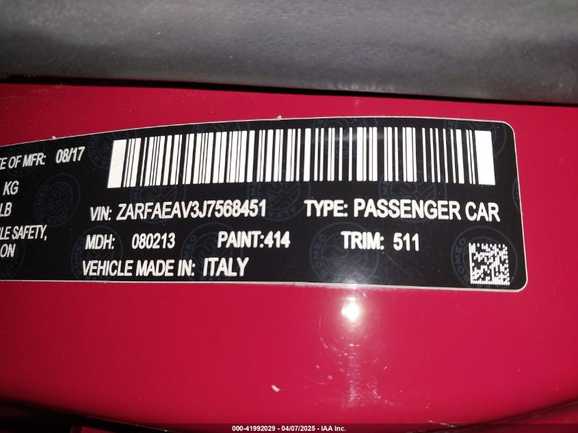 E OF MFR: 08/17
KG
LB
LE SAFETY,
ON
VIN: ZARFAEAV3J7568451 TYPE: PASSENGER CAR
MDH: 080213 PAINT:414 TRIM: 511
VEHICLE MADE IN: ITALY
000-41992029 - 04/07/2025 - IAA Inc.